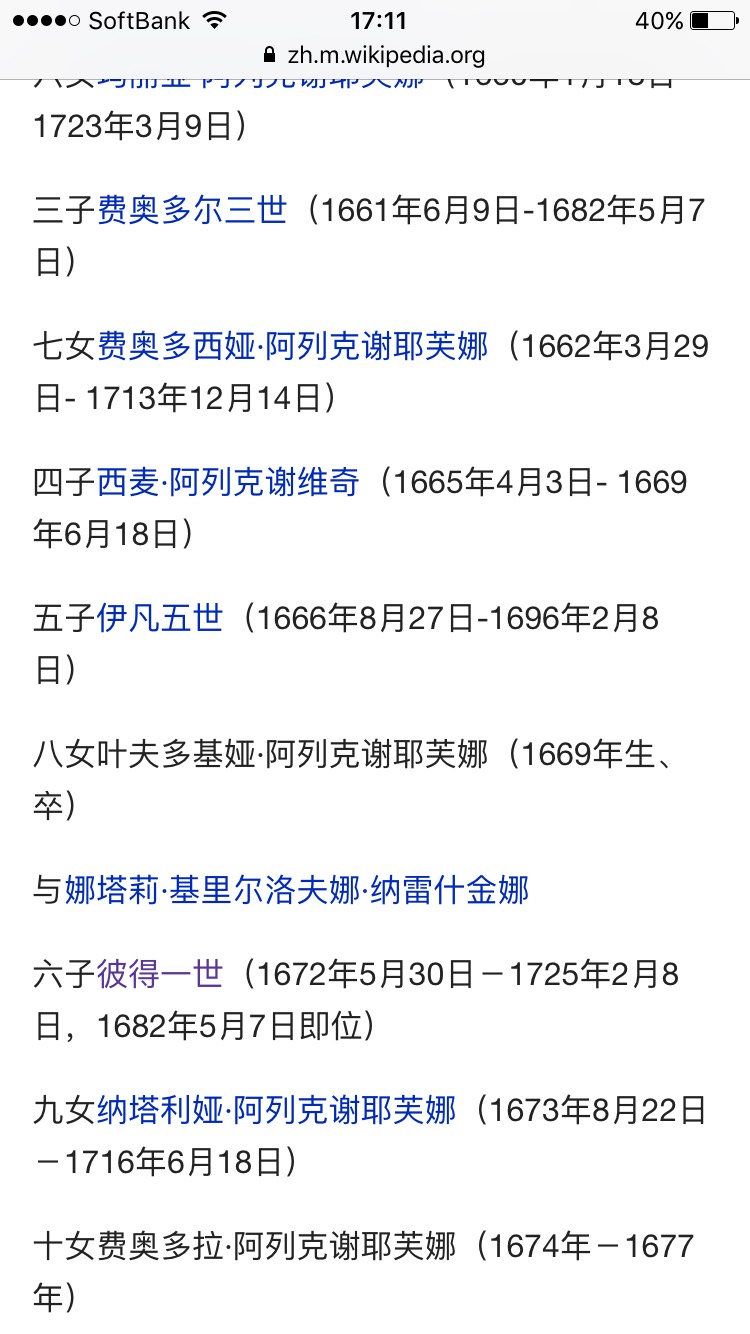 SoftBank 17:11 40%
zh.m.wikipedia.org
1723年3月9日）
三子费奥多尔三世（1661年6月9日-1682年5月7
日）
七女费奥多西娅·阿列克谢耶芙娜（1662年3月29
日- 1713年12月14日）
四子西麦·阿列克谢维奇（1665年4月3日- 1669
年6月18日）
五子伊凡五世（1666年8月27日-1696年2月8
日）
八女叶夫多基娅·阿列克谢耶芙娜（1669年生、
卒）
与娜塔莉·基里尔洛夫娜·纳雷什金娜
六子彼得一世（1672年5月30日－1725年2月8
日，1682年5月7日即位）
九女纳塔利娅·阿列克谢耶芙娜（1673年8月22日
－1716年6月18日）
十女费奥多拉·阿列克谢耶芙娜（1674年－1677
年）